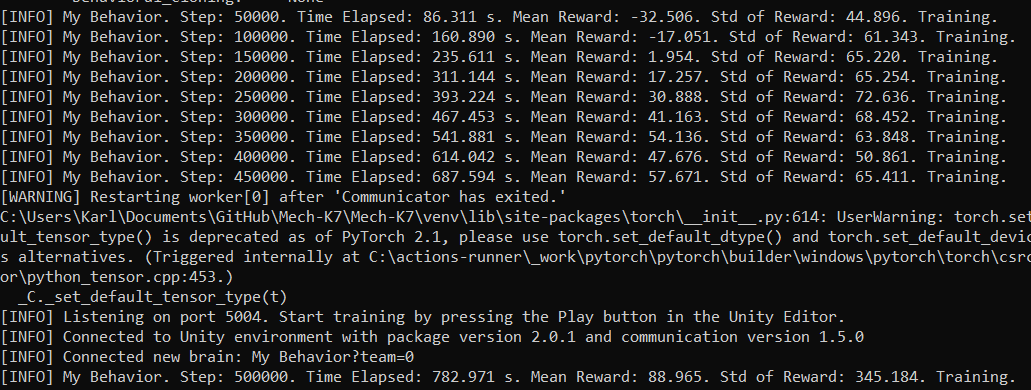 [INFO] My Behavior. Step: 50000. Time Elapsed: 86.311 s. Mean Reward: -32.506. Std of Reward: 44.896. Training.
[INFO] My Behavior. Step: 100000. Time Elapsed: 160.890 s. Mean Reward: -17.051. Std of Reward: 61.343. Training.
[INFO] My Behavior. Step: 150000. Time Elapsed: 235.611 s. Mean Reward: 1.954. Std of Reward: 65.220. Training.
[INFO] My Behavior. Step: 200000. Time Elapsed: 311.144 s. Mean Reward: 17.257. Std of Reward: 65.254. Training.
[INFO] My Behavior. Step: 250000. Time Elapsed: 393.224 s. Mean Reward: 30.888. Std of Reward: 72.636. Training.
[INFO] My Behavior. Step: 300000. Time Elapsed: 467.453 s. Mean Reward: 41.163. Std of Reward: 68.452. Training.
[INFO] My Behavior. Step: 350000. Time Elapsed: 541.881 s. Mean Reward: 54.136. Std of Reward: 63.848. Training.
[INFO] My Behavior. Step: 400000. Time Elapsed: 614.042 s. Mean Reward: 47.676. Std of Reward: 50.861. Training.
[INFO] My Behavior. Step: 450000. Time Elapsed: 687.594 s. Mean Reward: 57.671. Std of Reward: 65.411. Training.
[WARNING] Restarting worker[0] after 'Communicator has exited.'
C:\Users\Karl\Documents\GitHub\Mech-K7\Mech-K7\venv\lib\site-packages\torch\__init__.py:614: UserWarning: torch.set
ult_tensor_type() is deprecated as of PyTorch 2.1, please use torch.set_default_dtype() and torch.set_default_devic
s alternatives. (Triggered internally at C:\actions-runner\_work\pytorch\pytorch\builder\windows\pytorch\torch\csrc
or\python_tensor.cpp:453.)
_C._set_default_tensor_type(t)
[INFO] Listening on port 5004. Start training by pressing the Play button in the Unity Editor.
[INFO] Connected to Unity environment with package version 2.0.1 and communication version 1.5.0
[INFO] Connected new brain: My Behavior?team=0
[INFO] My Behavior. Step: 500000. Time Elapsed: 782.971 s. Mean Reward: 88.965. Std of Reward: 345.184. Training.